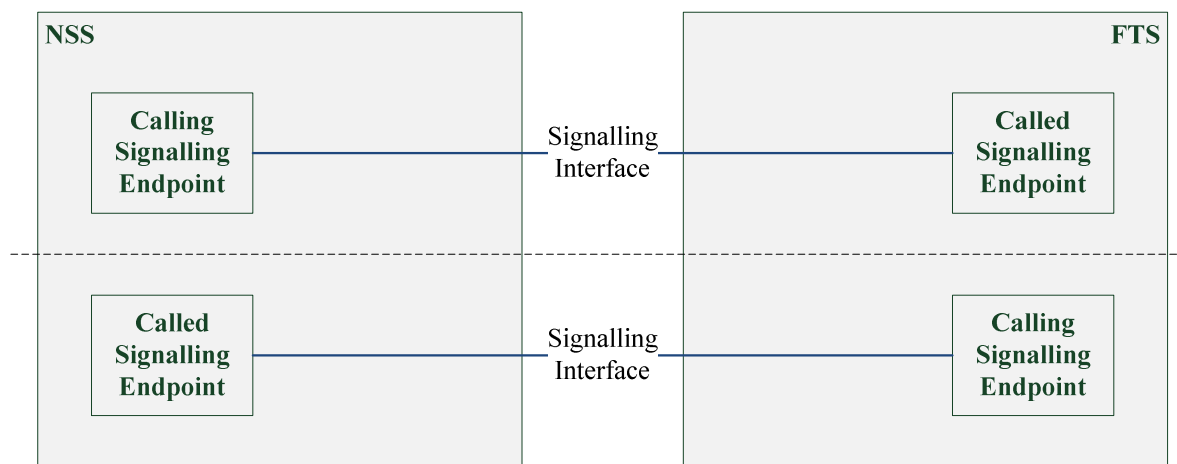 NSS
FTS
Calling
Signalling
Endpoint
Signalling
Interface
Called
Signalling
Endpoint
Called
Signalling
Endpoint
Signalling
Interface
Calling
Signalling
Endpoint